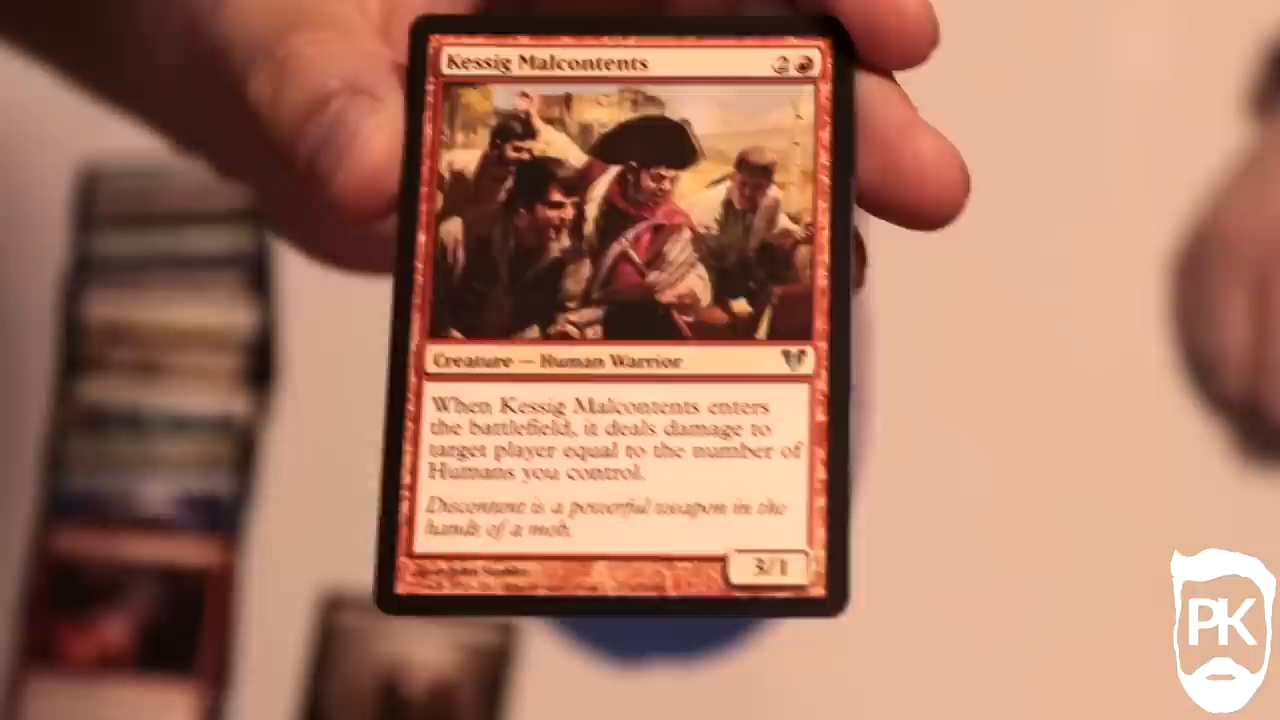 Kessig Malcontents 2
Creature — Human Warrior
When Kessig Malcontents enters
the battlefield, it deals damage to
target player equal to the number of
Humans you control.
Discontent is a powerful weapon in the
hands of a mob.
3/1
PK